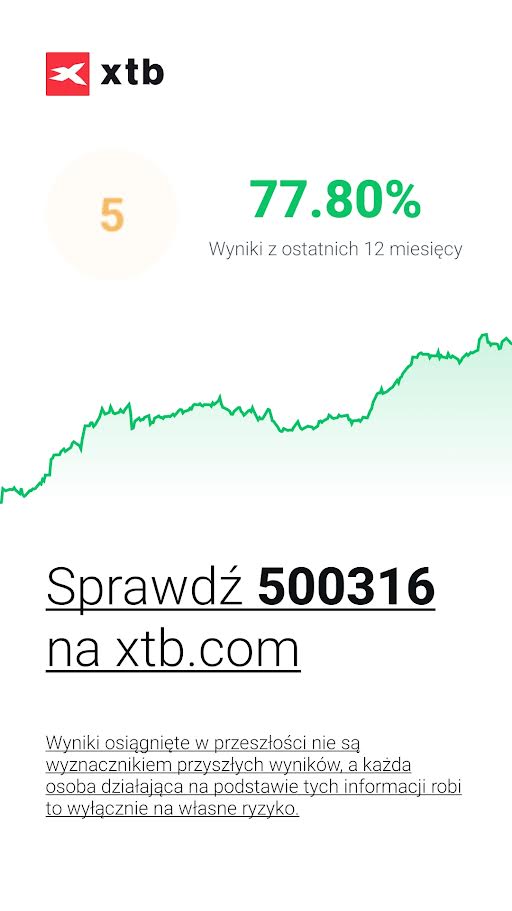 xtb
5
77.80%
Wyniki z ostatnich 12 miesięcy
Sprawdź 500316
na xtb.com
Wyniki osiągnięte w przeszłości nie są
wyznacznikiem przyszłych wyników, a każda
osoba działająca na podstawie tych informacji robi
to wyłącznie na własne ryzyko.